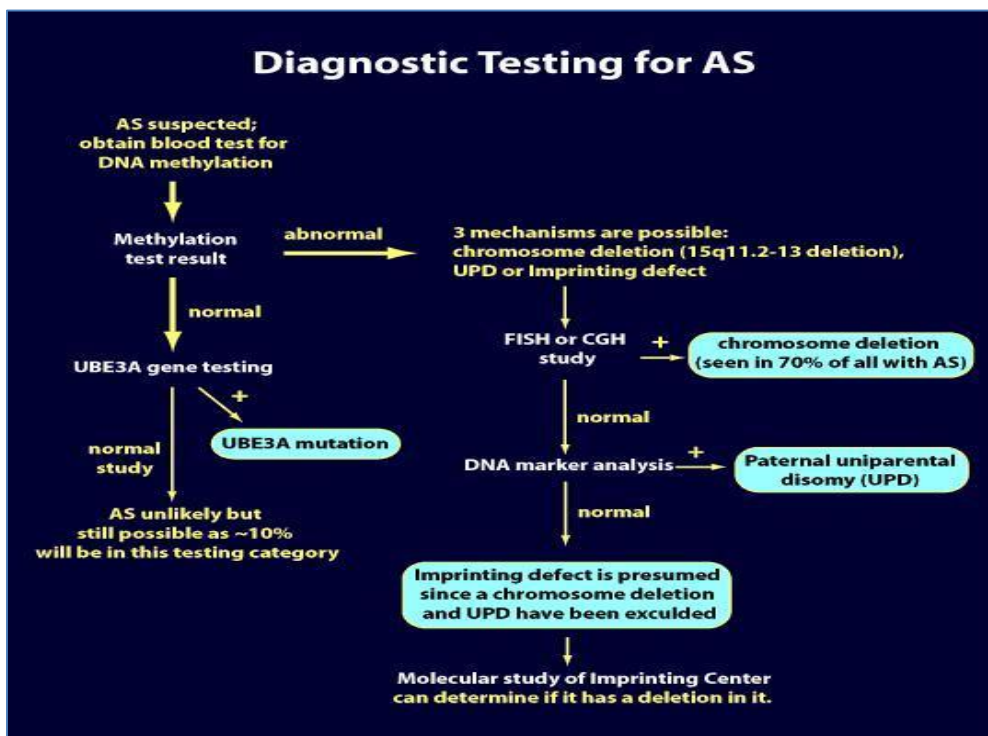 Diagnostic Testing for AS
AS suspected;
obtain blood test for
DNA methylation
Methylation
test result
abnormal
3 mechanisms are possible:
chromosome deletion (15q11.2-13 deletion),
UPD or Imprinting defect
normal
UBE3A gene testing
+
UBE3A mutation
normal
study
AS unlikely but
still possible as ~10%
will be in this testing category
FISH or CGH
study
+
chromosome deletion
(seen in 70% of all with AS)
normal
DNA marker analysis
+
Paternal uniparental
disomy (UPD)
normal
Imprinting defect is presumed
since a chromosome deletion
and UPD have been exculded
Molecular study of Imprinting Center
can determine if it has a deletion in it.